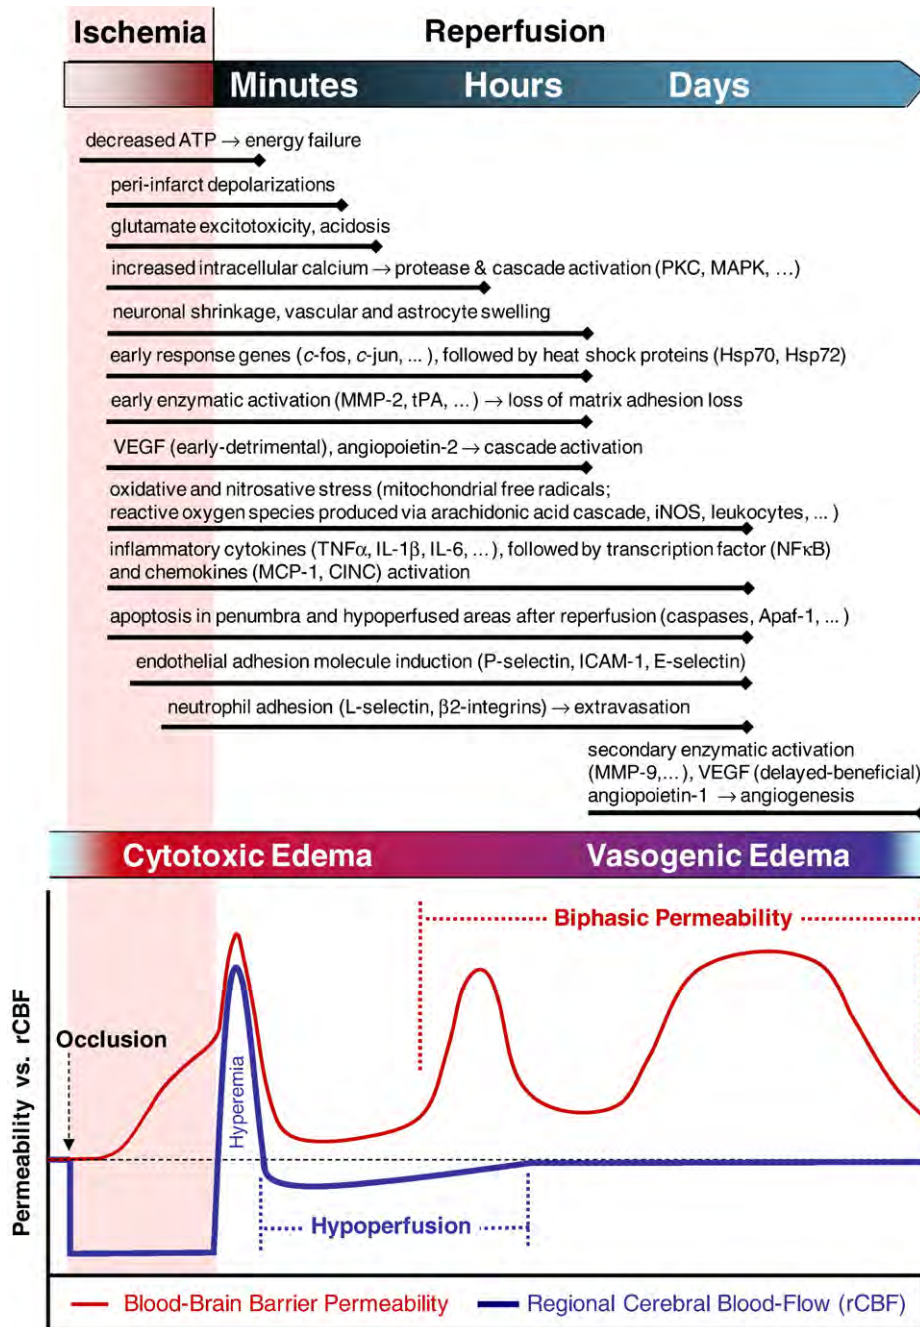 Ischemia
Reperfusion
Minutes
Hours
Days
decreased ATP → energy failure
peri-infarct depolarizations
glutamate excitotoxicity, acidosis
increased intracellular calcium → protease & cascade activation (PKC, MAPK, …)
neuronal shrinkage, vascular and astrocyte swelling
early response genes (c-fos, c-jun, ... ), followed by heat shock proteins (Hsp70, Hsp72)
early enzymatic activation (MMP-2, tPA, … ) → loss of matrix adhesion loss
VEGF (early-detrimental), angiopoietin-2 → cascade activation
oxidative and nitrosative stress (mitochondrial free radicals;
reactive oxygen species produced via arachidonic acid cascade, iNOS, leukocytes, ... )
inflammatory cytokines (TNFα, IL-1β, IL-6, … ), followed by transcription factor (NFκB)
and chemokines (MCP-1, CINC) activation
apoptosis in penumbra and hypoperfused areas after reperfusion (caspases, Apaf-1, ... )
endothelial adhesion molecule induction (P-selectin, ICAM-1, E-selectin)
neutrophil adhesion (L-selectin, β2-integrins) → extravasation
secondary enzymatic activation
(MMP-9,…), VEGF (delayed-beneficial)
angiopoietin-1 → angiogenesis
Cytotoxic Edema
Vasogenic Edema
Biphasic Permeability
Permeability vs. rCBF
Occlusion
Hyperemia
Hypoperfusion
Blood-Brain Barrier Permeability
Regional Cerebral Blood-Flow (rCBF)